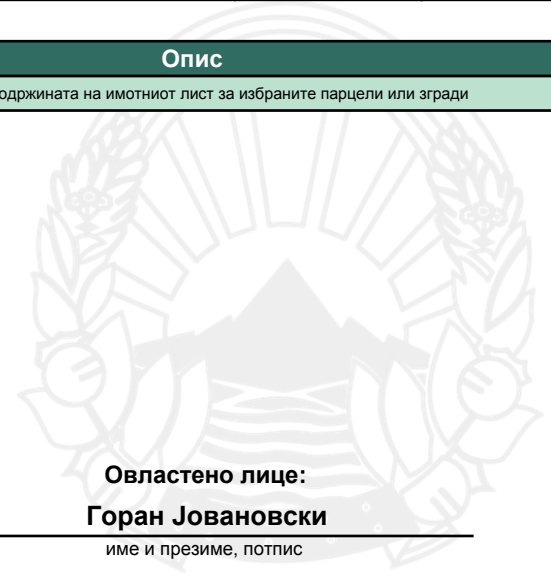 Опис
одржината на имотниот лист за избраните парцели или згради
Овластено лице:
Горан Јовановски
име и презиме, потпис